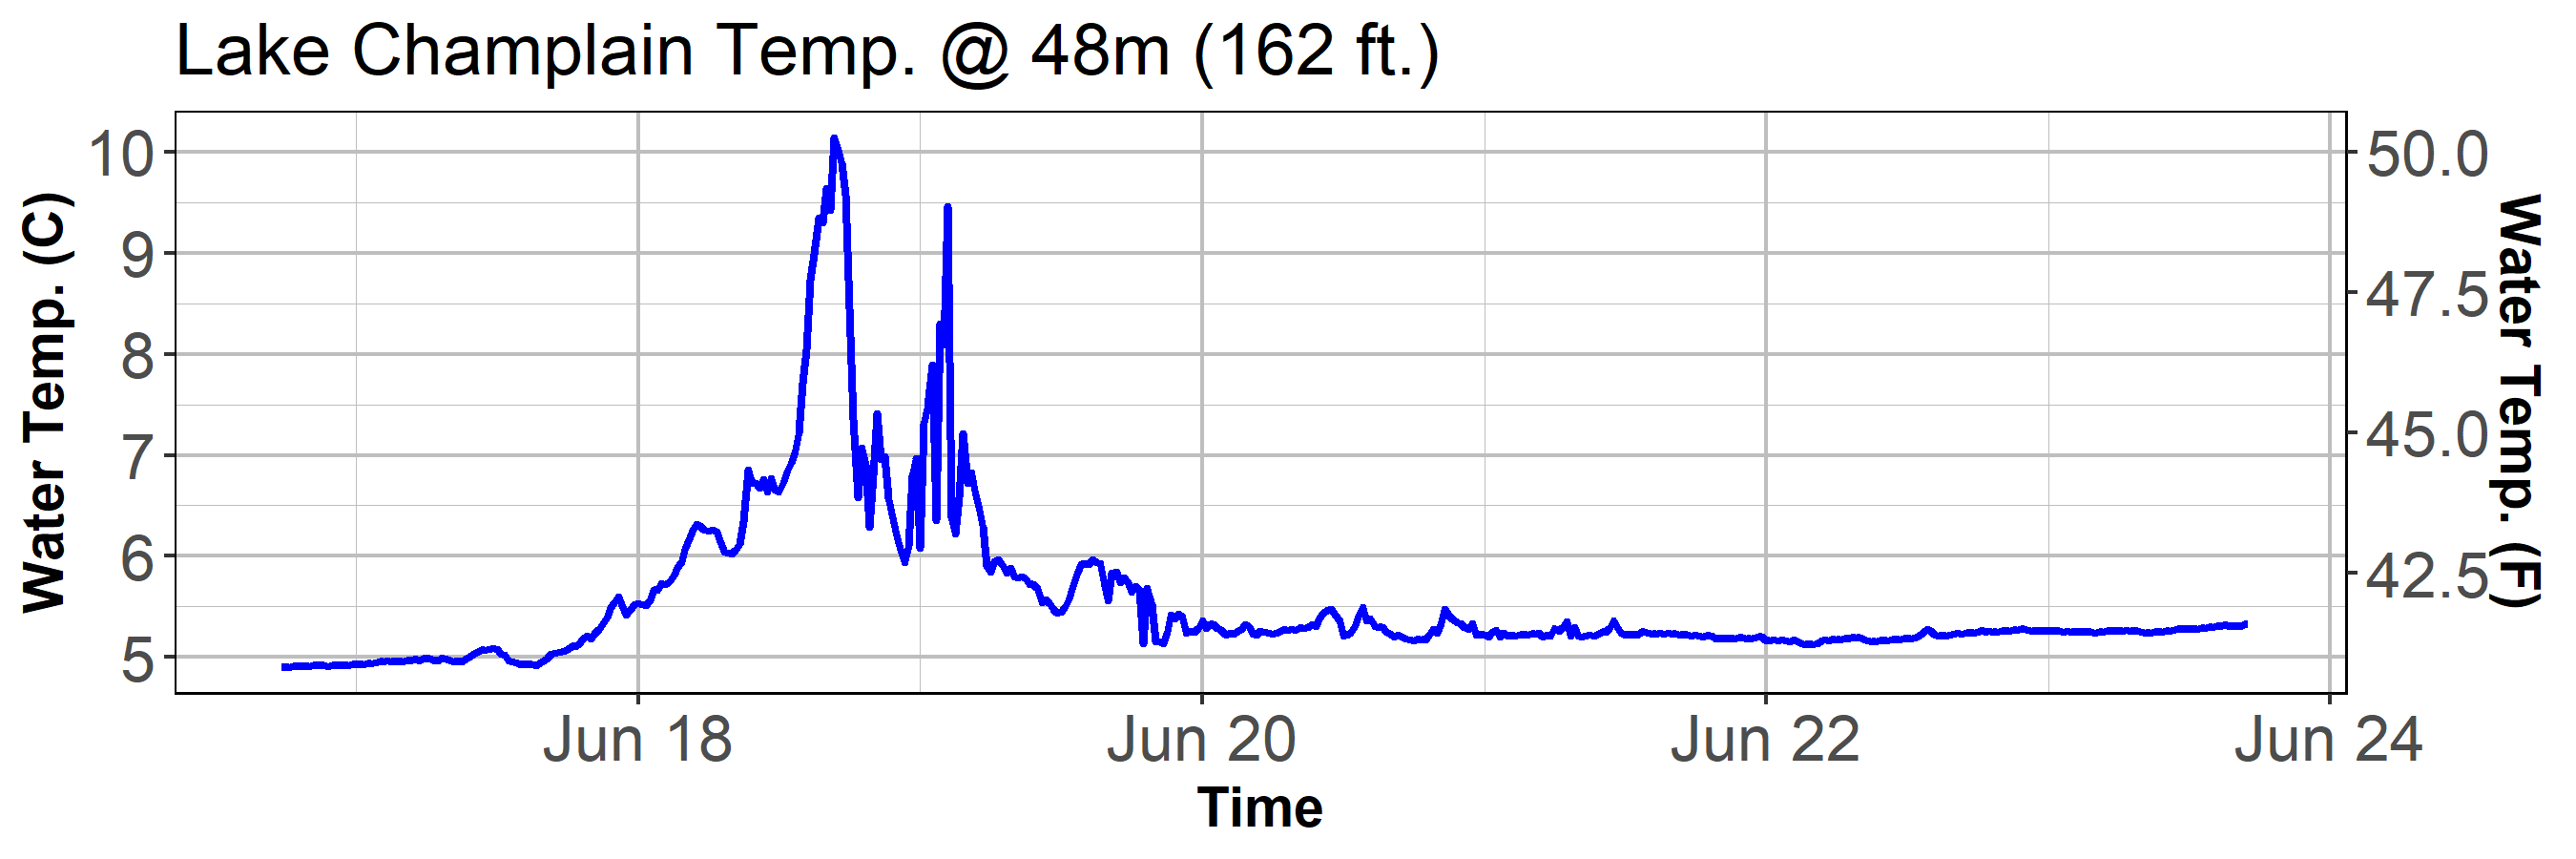 Lake Champlain Temp. @ 48m (162 ft.)
Water Temp. (C)
10
9
8
7
6
5
50.0
47.5
45.0
42.5
Water Temp. (F)
Jun 18 Jun 20 Jun 22 Jun 24
Time